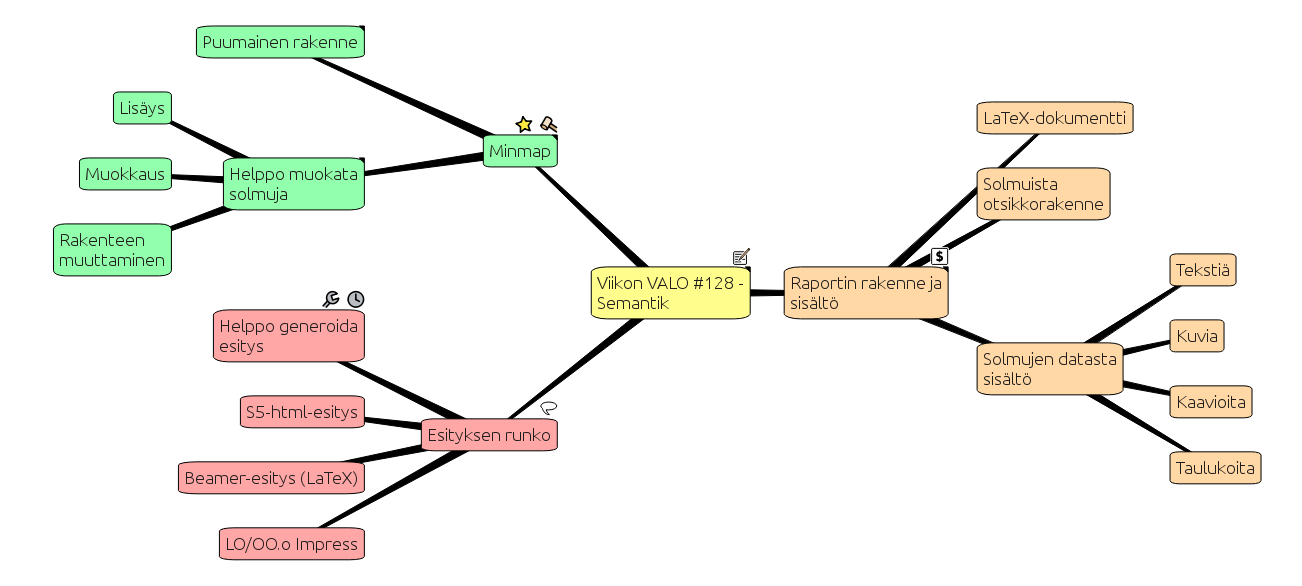 Puumainen rakenne
Lisäys
Muokkaus
Rakenteen
muuttaminen
Helppo muokata
solmuja
Minmap
Viikon VALO #128 -
Semantik
Helppo generoida
esitys
S5-html-esitys
Beamer-esitys (LaTeX)
LO/OO.o Impress
Esityksen runko
$
Raportin rakenne ja
sisältö
LaTeX-dokumentti
Solmuista
otsikkorakenne
Solmujen datasta
sisältö
Tekstiä
Kuvia
Kaavioita
Taulukoita